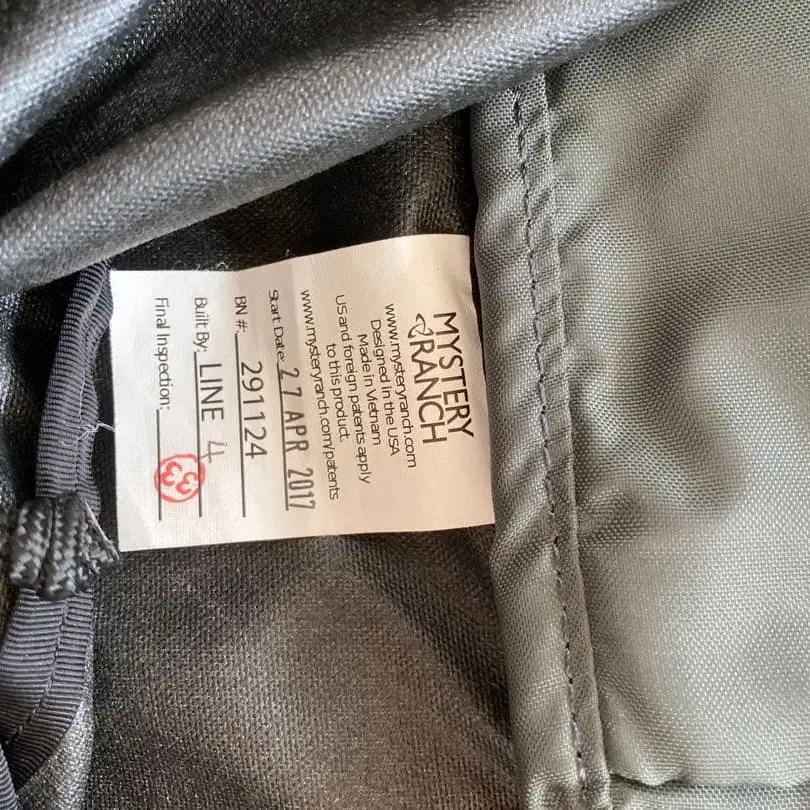 MYSTERY
RANCH
www.mysteryranch.com
Designed in the USA
Made in Vietnam
US and foreign patents apply
to this product.
www.mysteryranch.com/patents
Start Date: 27 APR 2017
BN #: 291124
Built By: LINE 4
Final Inspection: 33